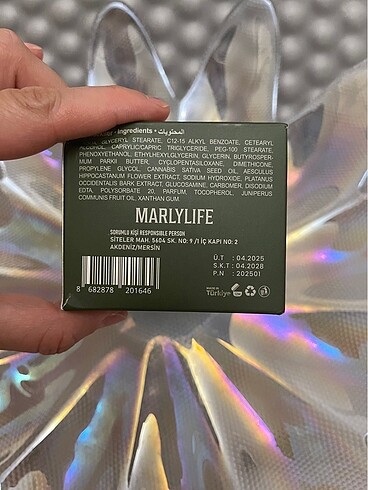 • Ingredients • المحتويات
GLYCERYL STEARATE, C12-15 ALKYL BENZOATE, CETEARYL
ALCOHOL, CAPRYLIC/CAPRIC TRIGLYCERIDE, PEG-100 STEARATE,
PHENOXYETHANOL, ETHYLHEXYLGLYCERIN, GLYCERIN, BUTYROSPER-
MUM PARKII BUTTER, CYCLOPENTASILOXANE, DIMETHICONE,
PROPYLENE GLYCOL, CANNABIS SATIVA SEED OIL, AESCULUS
HIPPOCASTANUM FLOWER EXTRACT, SODIUM HYDROXIDE, PLATANUS
OCCIDENTALIS BARK EXTRACT, GLUCOSAMINE, CARBOMER, DISODIUM
EDTA, POLYSORBATE 20, PARFUM, TOCOPHEROL, JUNIPERUS
COMMUNIS FRUIT OIL, XANTHAN GUM.
MARLYLIFE
SORUMLU KİŞİ RESPONSIBLE PERSON
SİTELER MAH. 5604 SK. NO: 9 /1 İÇ KAPI NO: 2
AKDENİZ/MERSİN
Ü.T : 04.2025
S.K.T : 04.2028
P.N : 202501
8 682878 201646
MADE IN
Türkiye